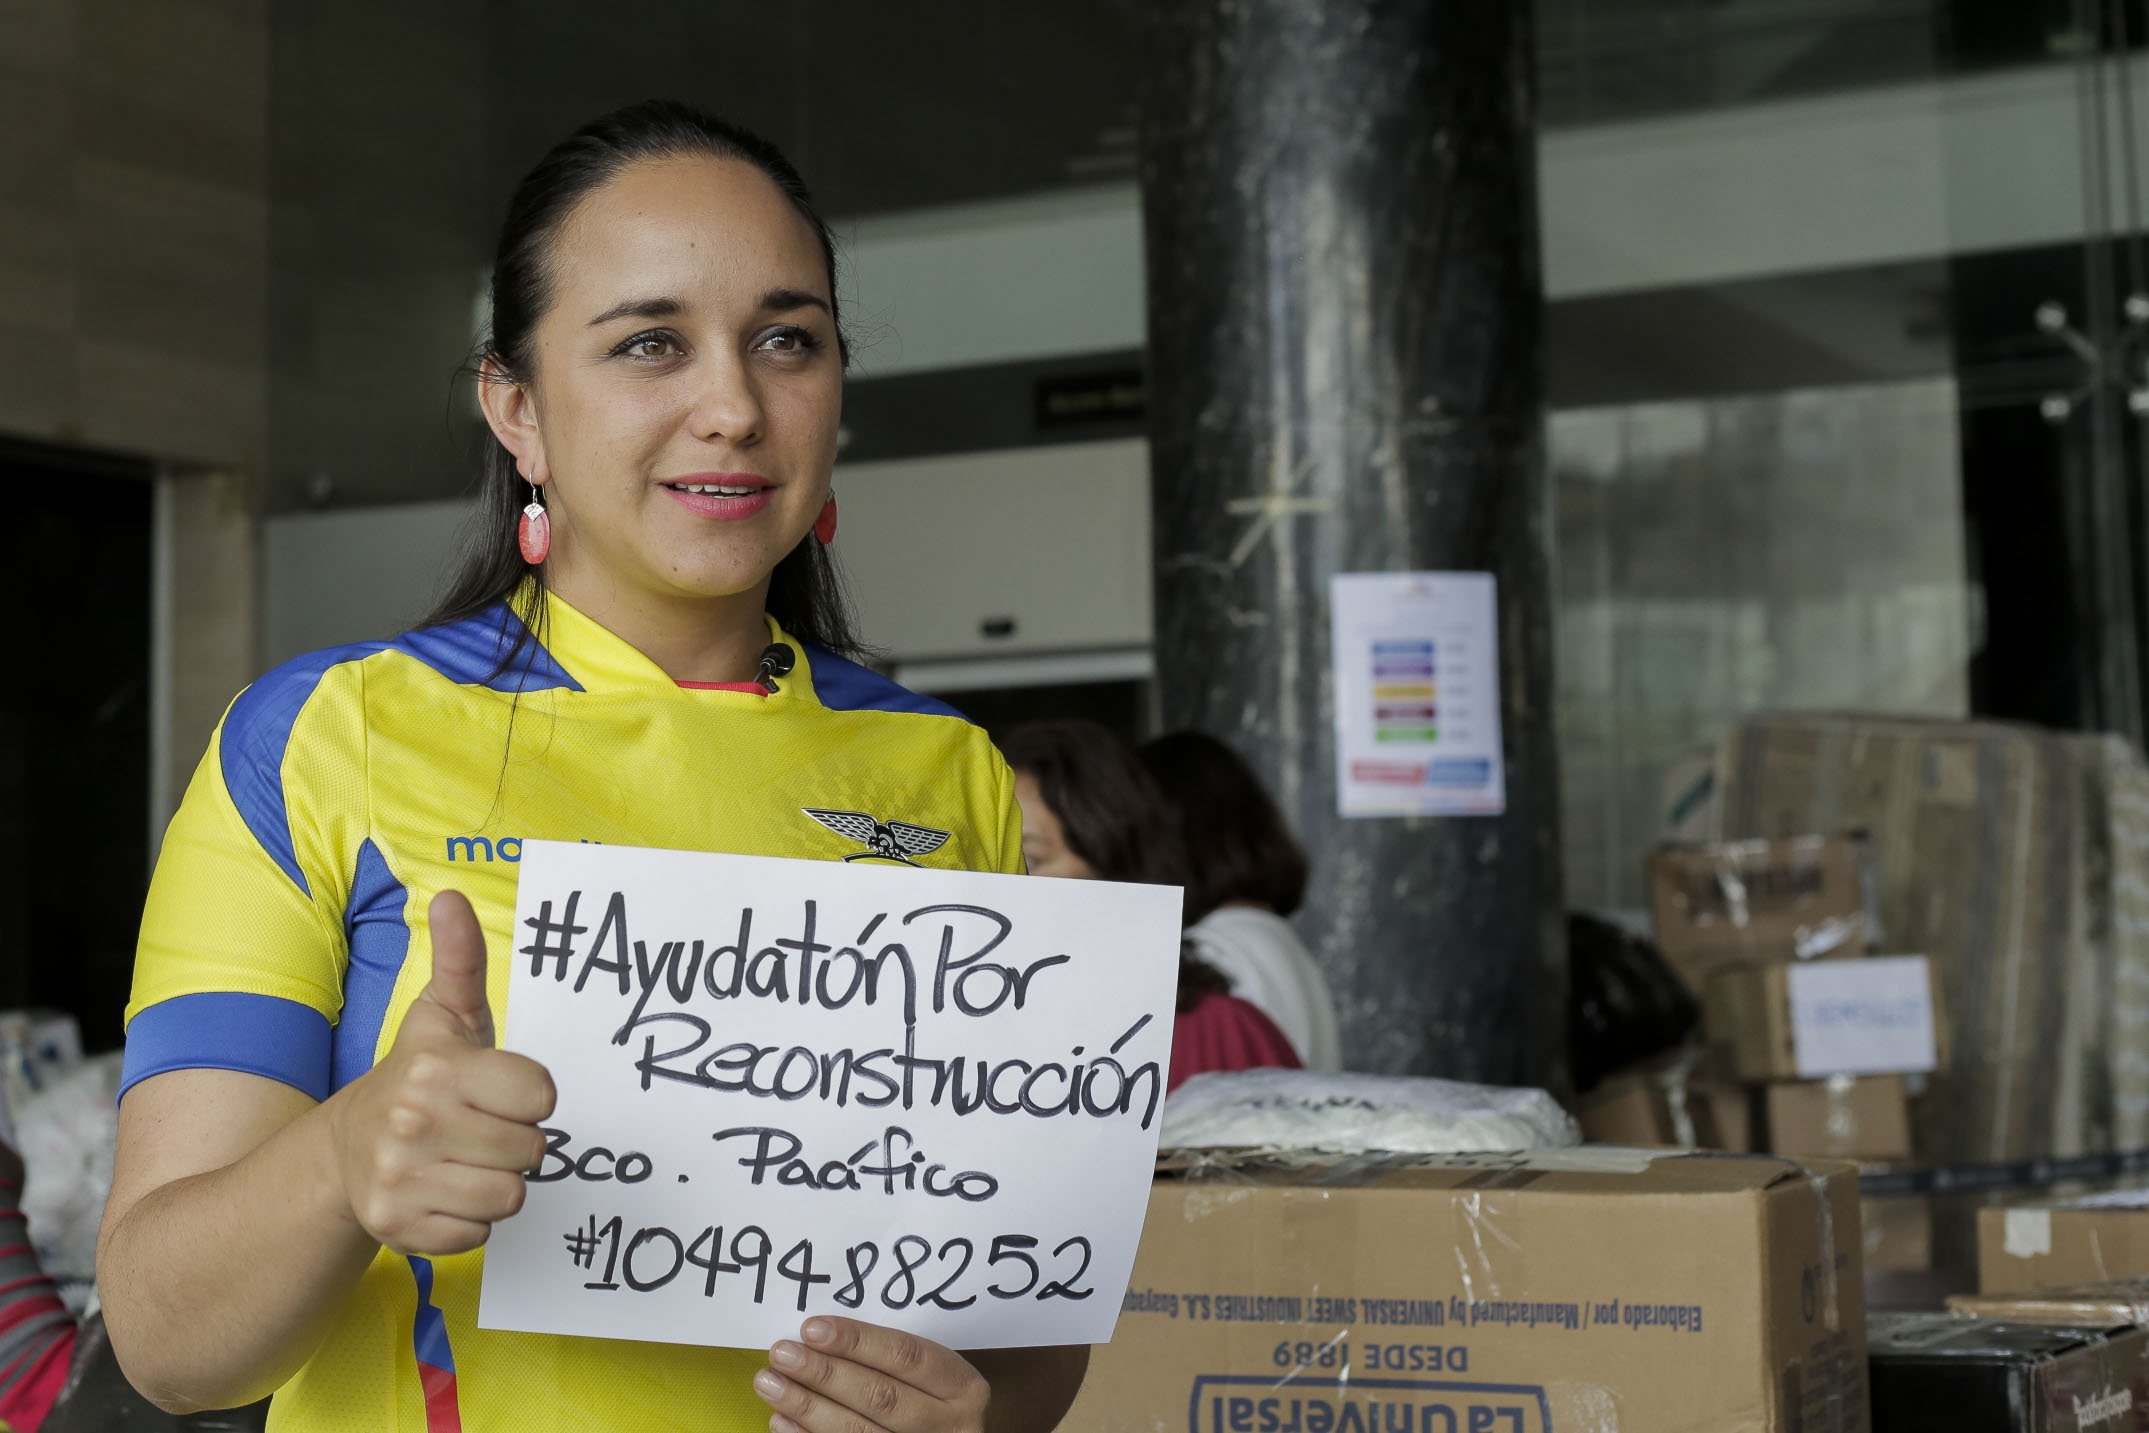 #AyudatónPor
Reconstrucción
Bco. Pacífico
#1049488252
Elaborado por / Manufactured by UNIVERSAL SWEET INDUSTRIES S.A.
DESDE 1889
La Universal